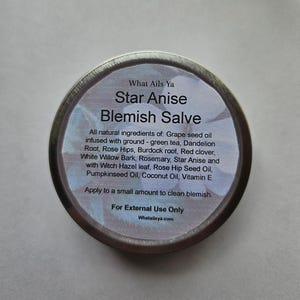 What Ails Ya
Star Anise
Blemish Salve
All natural ingredients of: Grape seed oil
infused with ground - green tea, Dandelion
Root, Rose Hips, Burdock root, Red clover,
White Willow Bark, Rosemary, Star Anise and
with Witch Hazel leaf, Rose Hip Seed Oil,
Pumpkinseed Oil, Coconut Oil, Vitamin E
Apply to a small amount to clean blemish.
For External Use Only
Whatailsya.com